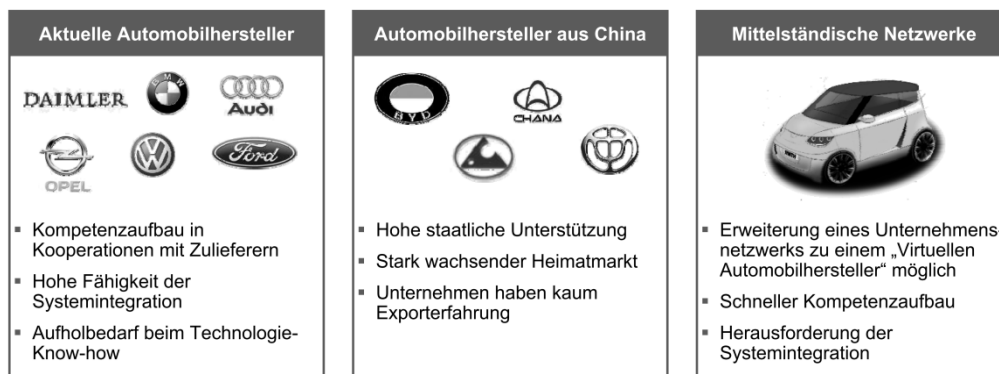 Aktuelle Automobilhersteller
DAIMLER
BMW
Audi
OPEL
Ford
Kompetenzaufbau in
Kooperationen mit Zulieferern
Hohe Fähigkeit der
Systemintegration
Aufholbedarf beim Technologie-
Know-how
Automobilhersteller aus China
BYD
CHANA
Hohe staatliche Unterstützung
Stark wachsender Heimatmarkt
Unternehmen haben kaum
Exporterfahrung
Mittelständische Netzwerke
Erweiterung eines Unternehmens-
netzwerks zu einem „Virtuellen
Automobilhersteller“ möglich
Schneller Kompetenzaufbau
Herausforderung der
Systemintegration